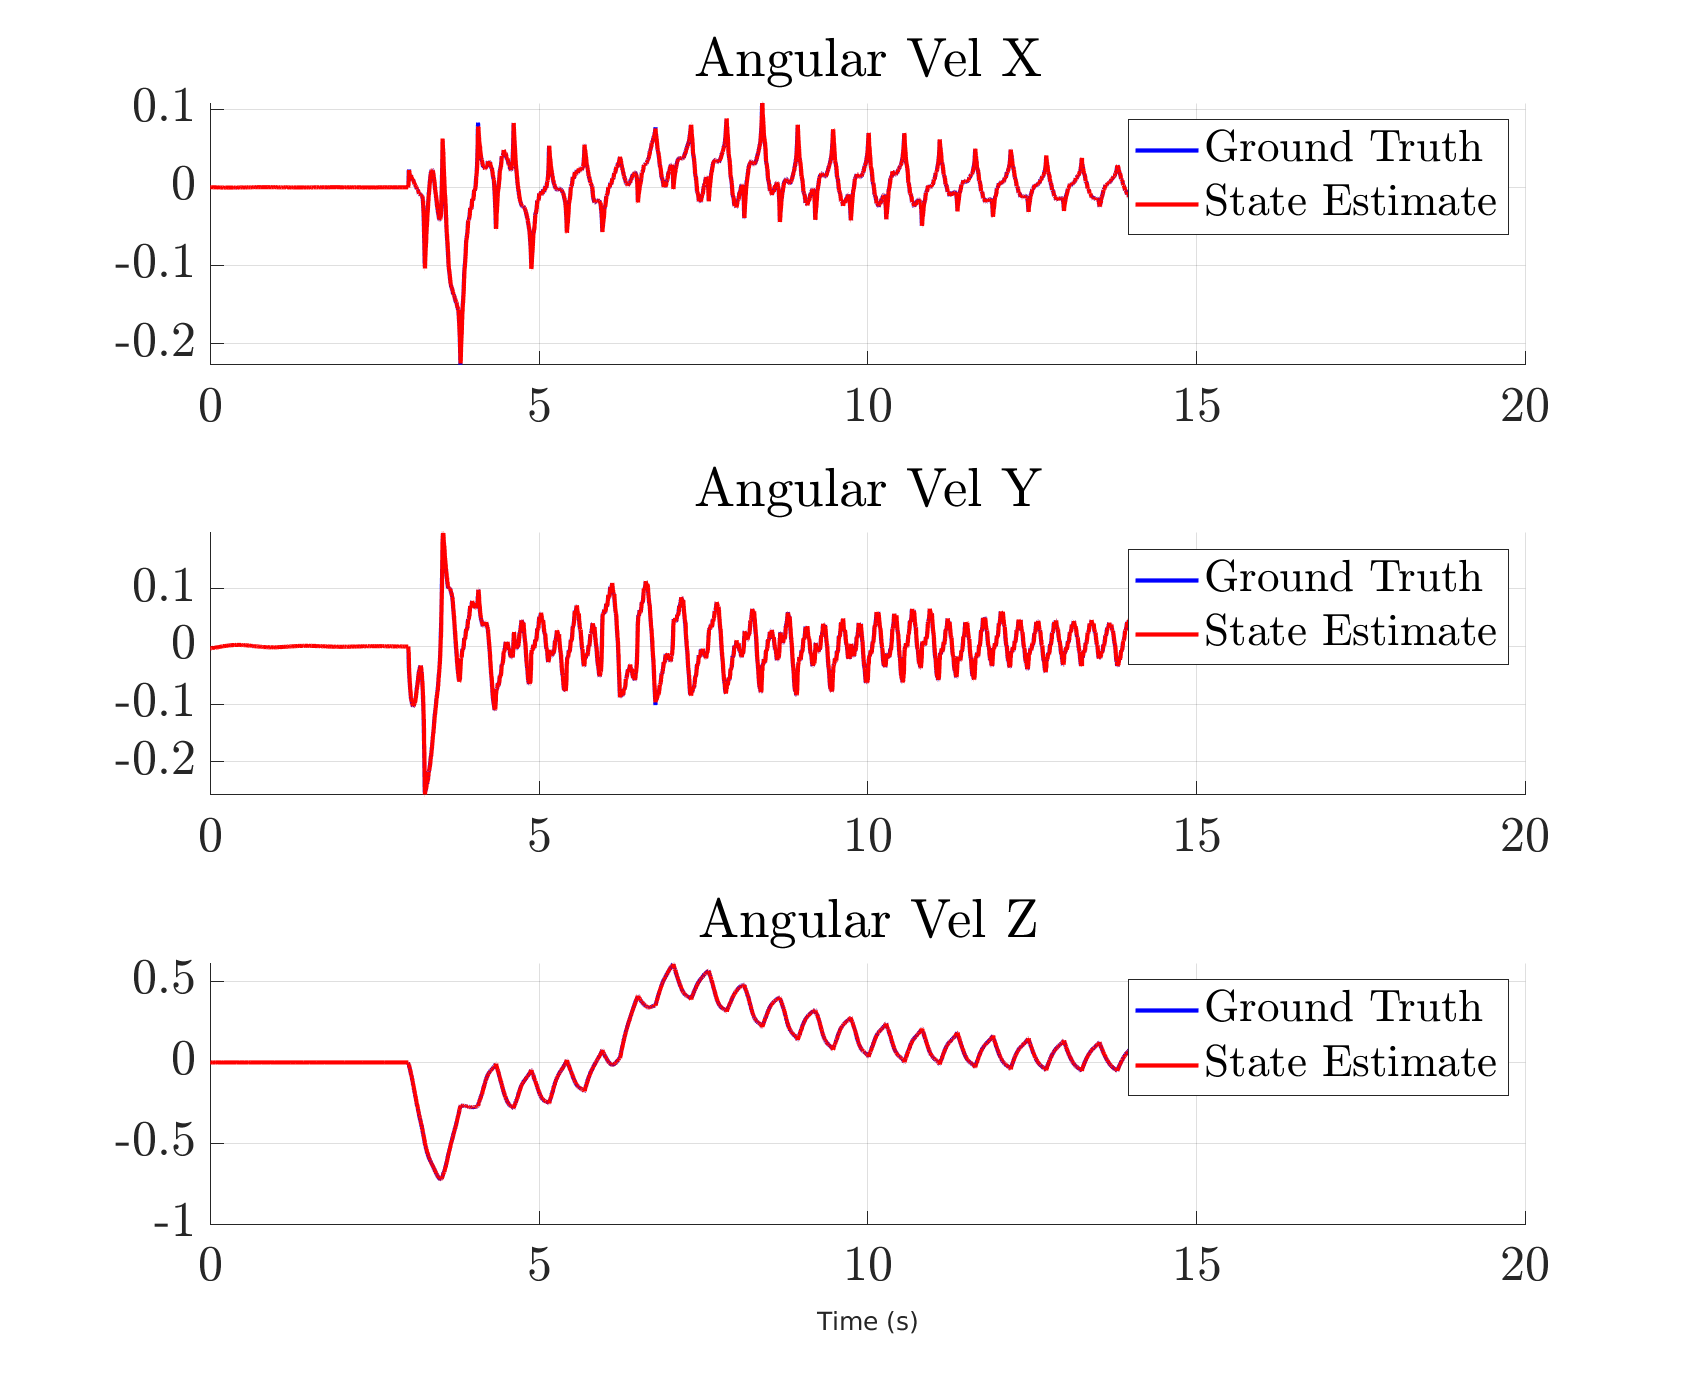 Angular Vel X
0.1
0
-0.1
-0.2
Ground Truth
State Estimate
0 5 10 15 20
Angular Vel Y
0.1
0
-0.1
-0.2
Ground Truth
State Estimate
0 5 10 15 20
Angular Vel Z
0.5
0
-0.5
-1
Ground Truth
State Estimate
0 5 10 15 20
Time (s)